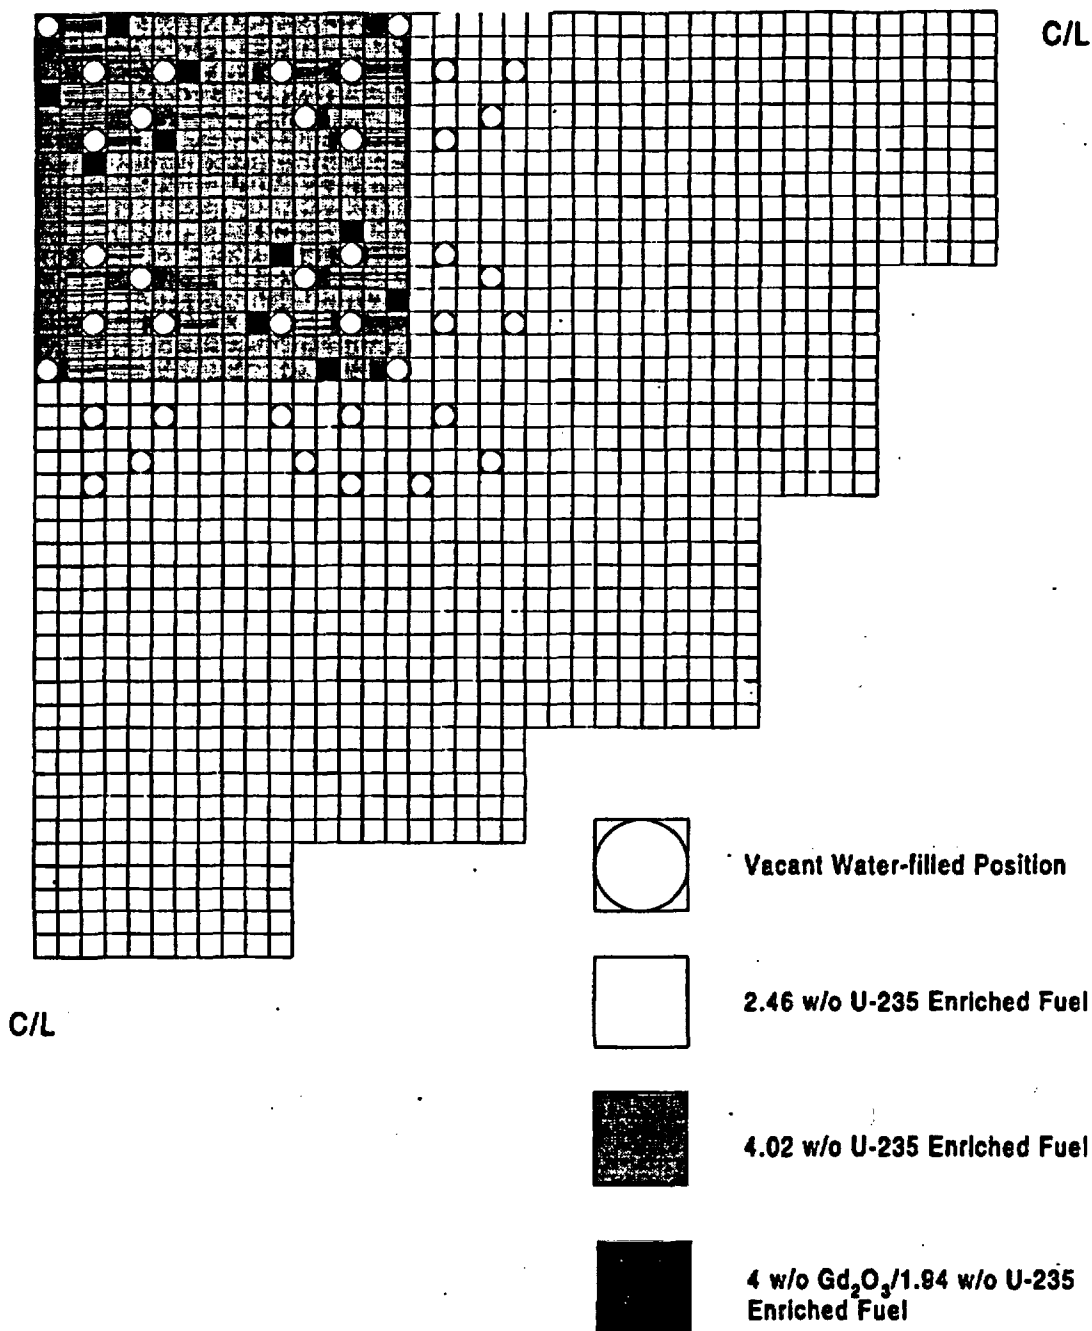 C/L
Vacant Water-filled Position
2.46 w/o U-235 Enriched Fuel
C/L
4.02 w/o U-235 Enriched Fuel
4 w/o Gd₂O₃/1.94 w/o U-235
Enriched Fuel